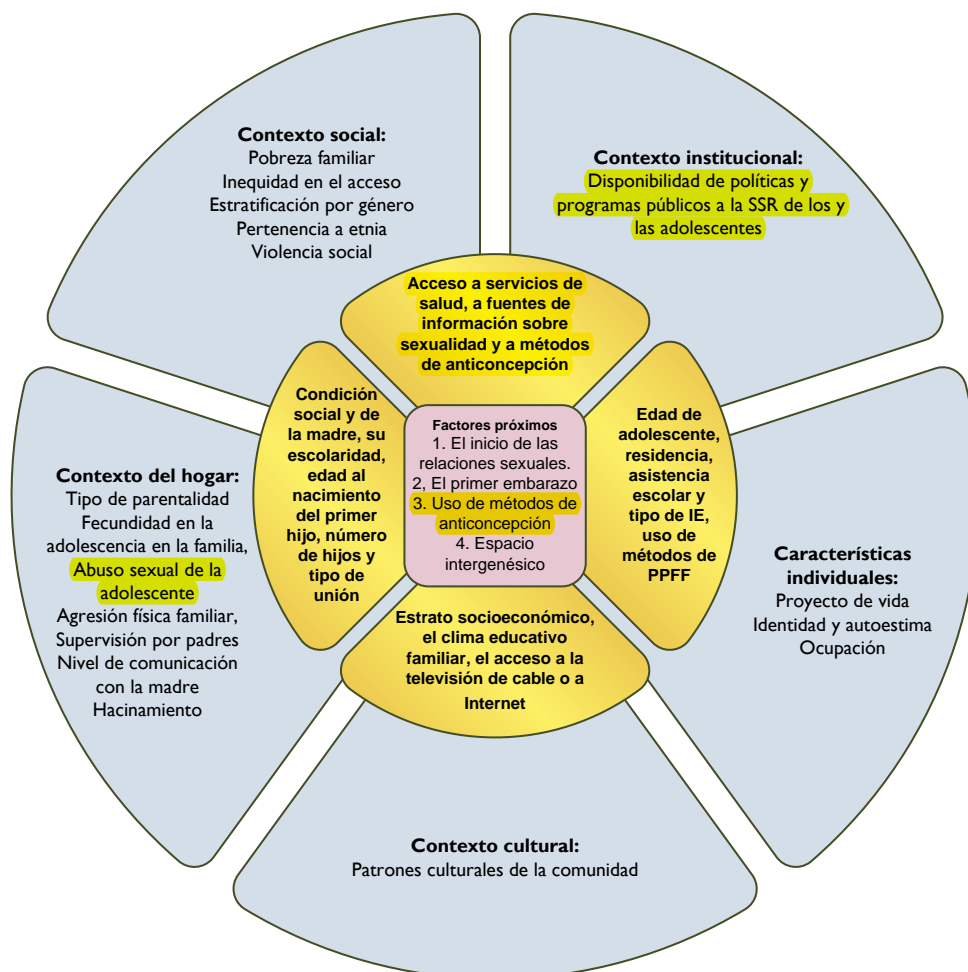 Contexto social:
Pobreza familiar
Inequidad en el acceso
Estratificación por género
Pertenencia a etnia
Violencia social
Contexto institucional:
Disponibilidad de políticas y
programas públicos a la SSR de los y
las adolescentes
Acceso a servicios de
salud, a fuentes de
información sobre
sexualidad y a métodos
de anticoncepción
Condición
social y de
la madre, su
escolaridad,
edad al
nacimiento
del primer
hijo, número
de hijos y
tipo de
unión
Factores próximos
1. El inicio de las
relaciones sexuales.
2, El primer embarazo
3. Uso de métodos de
anticoncepción
4. Espacio
intergenésico
Edad de
adolescente,
residencia,
asistencia
escolar y
tipo de IE,
uso de
métodos de
PPFF
Contexto del hogar:
Tipo de parentalidad
Fecundidad en la
adolescencia en la familia,
Abuso sexual de la
adolescente
Agresión física familiar,
Supervisión por padres
Nivel de comunicación
con la madre
Hacinamiento
Características
individuales:
Proyecto de vida
Identidad y autoestima
Ocupación
Estrato socioeconómico,
el clima educativo
familiar, el acceso a la
televisión de cable o a
Internet
Contexto cultural:
Patrones culturales de la comunidad